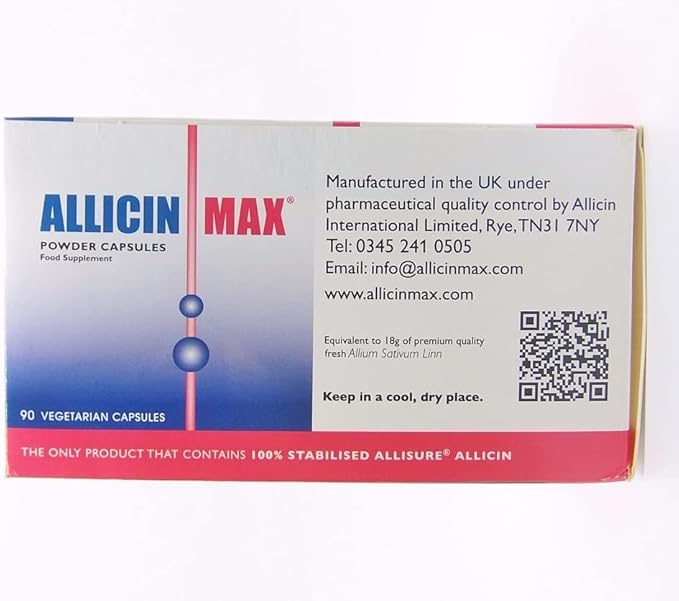 ALLICIN MAX®
POWDER CAPSULES
Food Supplement
90 VEGETARIAN CAPSULES
Manufactured in the UK under
pharmaceutical quality control by Allicin
International Limited, Rye,TN31 7NY
Tel: 0345 241 0505
Email: info@allicinmax.com
www.allicinmax.com
Equivalent to 18g of premium quality
fresh Allium Sativum Linn
Keep in a cool, dry place.
THE ONLY PRODUCT THAT CONTAINS 100% STABILISED ALLISURE® ALLICIN